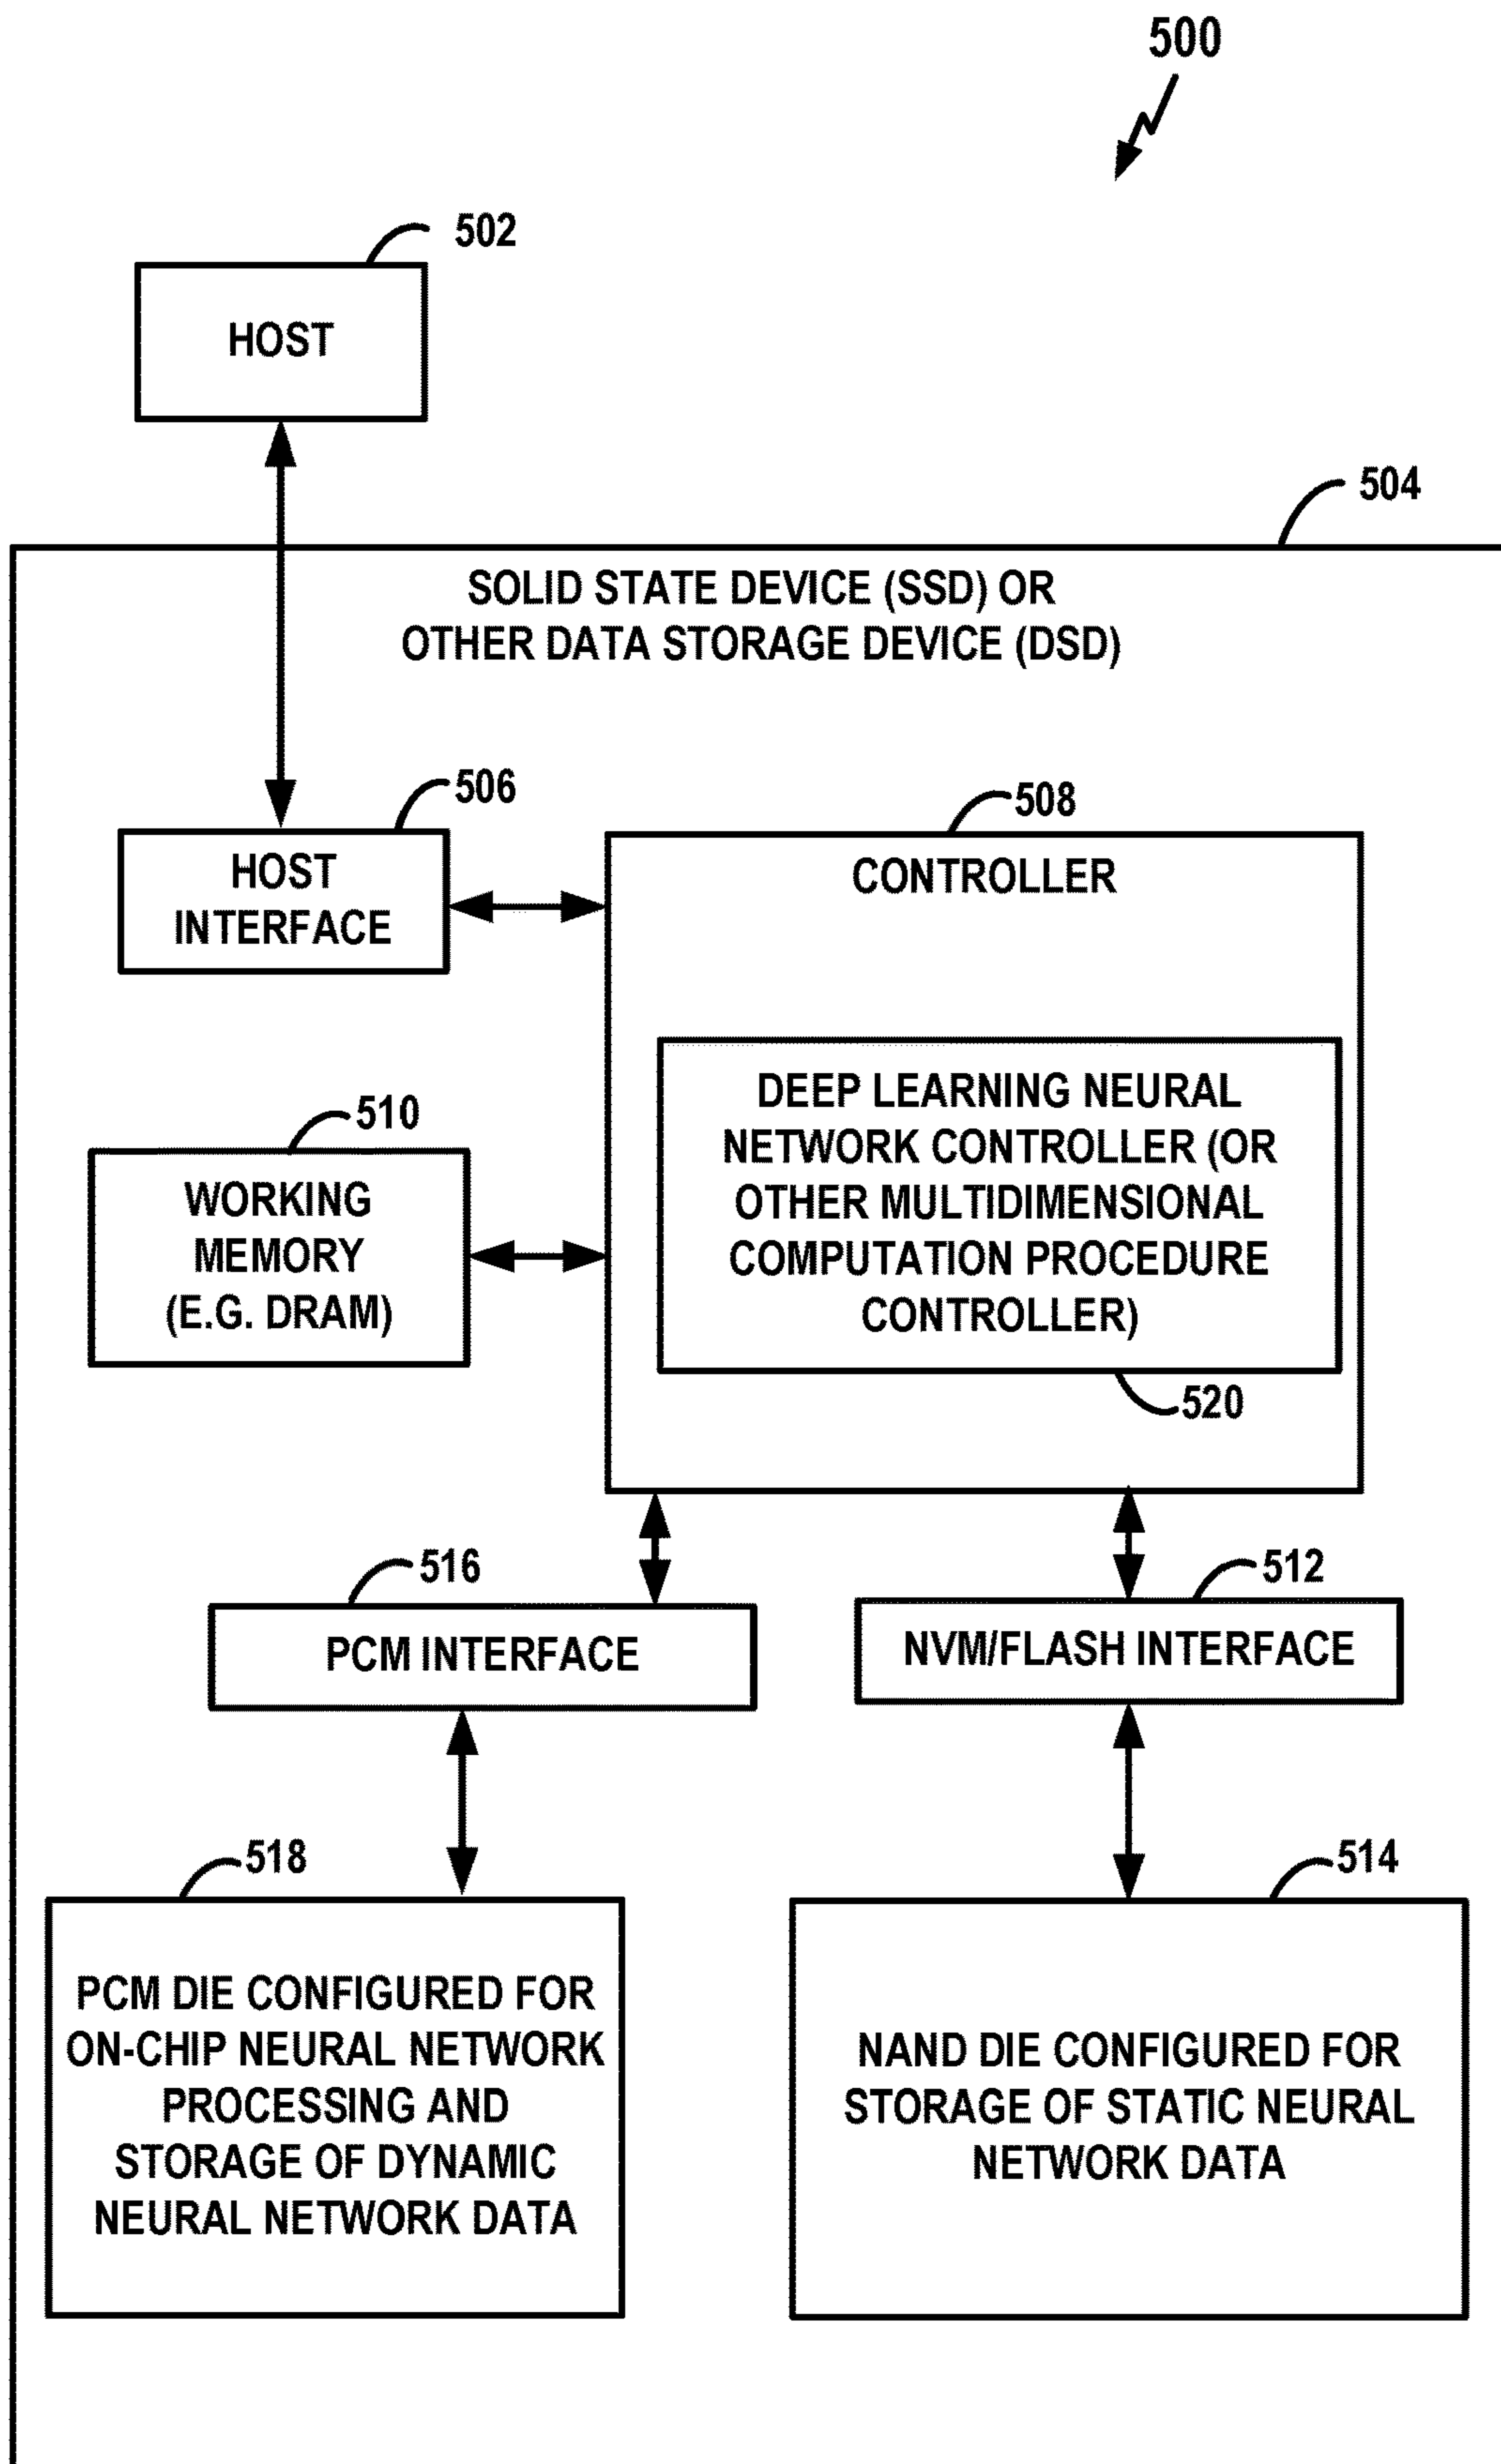 500
502
HOST
504
SOLID STATE DEVICE (SSD) OR
OTHER DATA STORAGE DEVICE (DSD)
506
HOST
INTERFACE
508
CONTROLLER
DEEP LEARNING NEURAL
NETWORK CONTROLLER (OR
OTHER MULTIDIMENSIONAL
COMPUTATION PROCEDURE
CONTROLLER)
520
510
WORKING
MEMORY
(E.G. DRAM)
516
PCM INTERFACE
512
NVM/FLASH INTERFACE
518
PCM DIE CONFIGURED FOR
ON-CHIP NEURAL NETWORK
PROCESSING AND
STORAGE OF DYNAMIC
NEURAL NETWORK DATA
514
NAND DIE CONFIGURED FOR
STORAGE OF STATIC NEURAL
NETWORK DATA